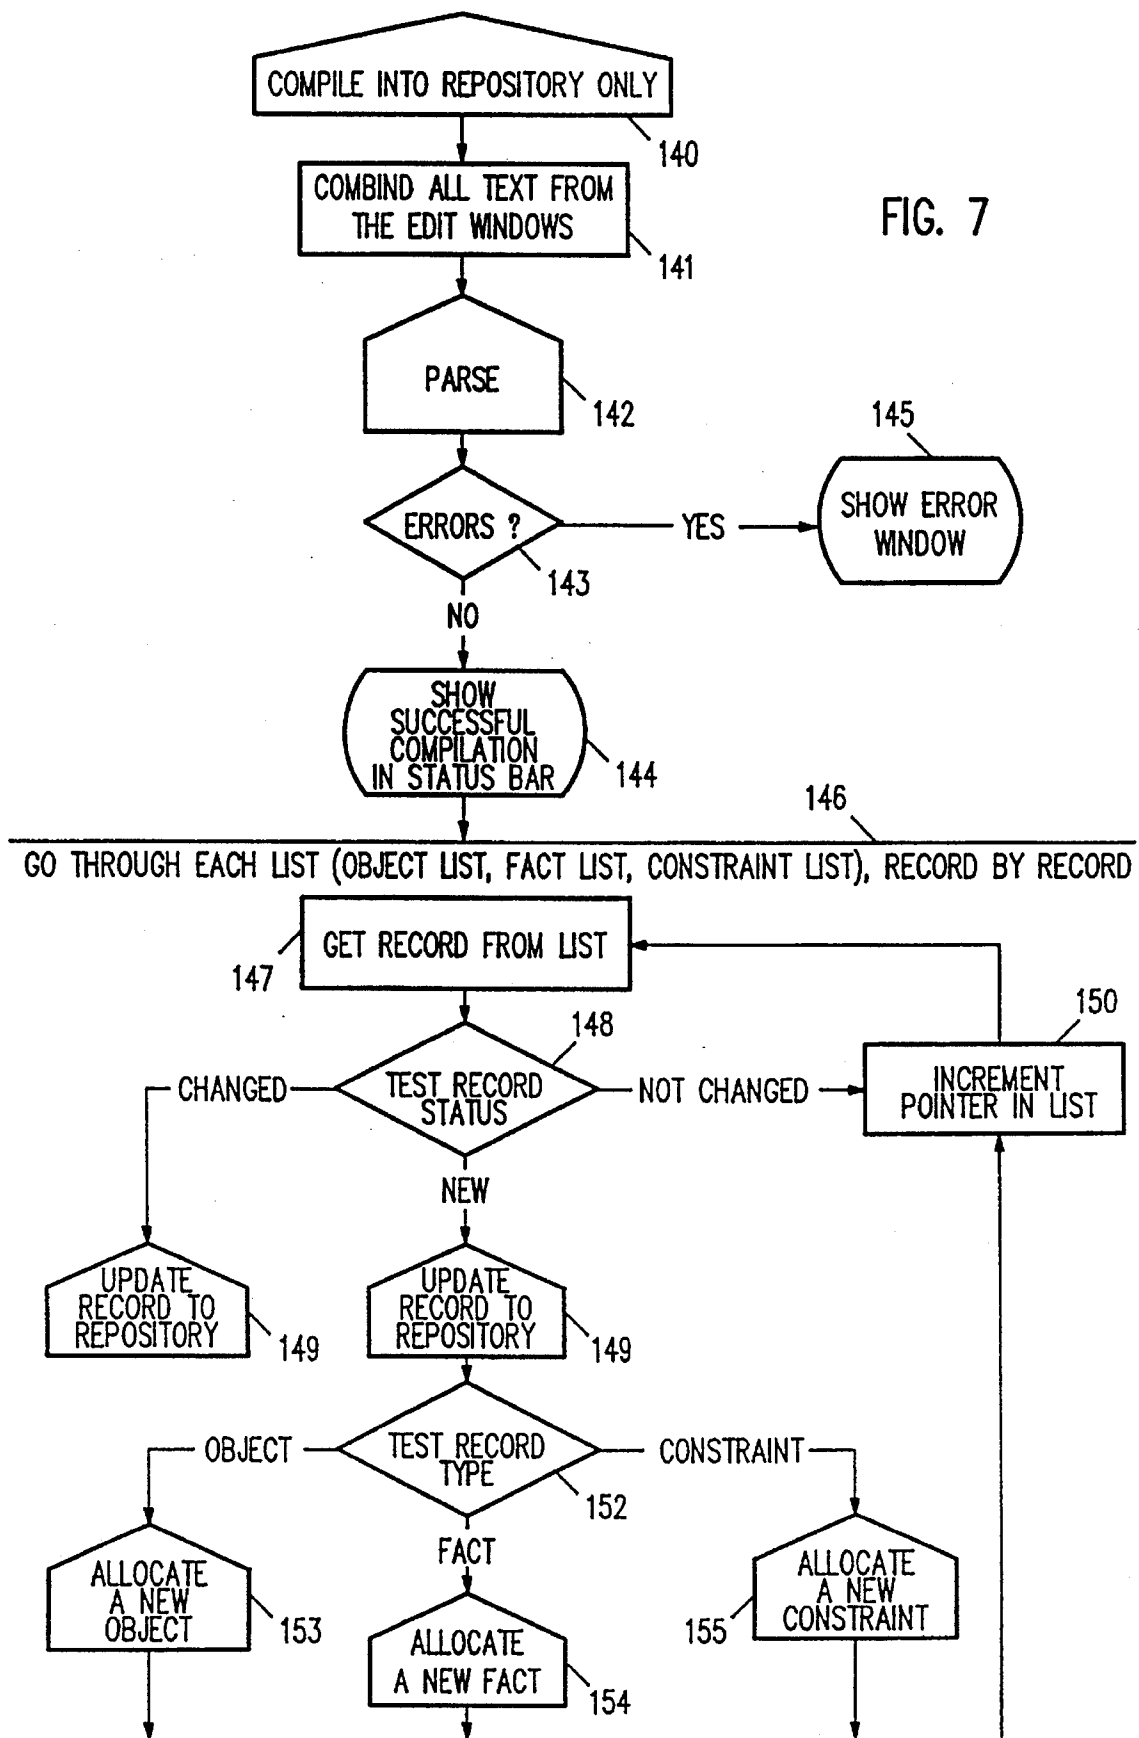 COMPILE INTO REPOSITORY ONLY
140
COMBIND ALL TEXT FROM
THE EDIT WINDOWS
141
FIG. 7
PARSE
142
145
ERRORS ?
YES
SHOW ERROR
WINDOW
143
NO
SHOW
SUCCESSFUL
COMPILATION
IN STATUS BAR
144
146
GO THROUGH EACH LIST (OBJECT LIST, FACT LIST, CONSTRAINT LIST), RECORD BY RECORD
GET RECORD FROM LIST
147
148
150
CHANGED
TEST RECORD
STATUS
NOT CHANGED
INCREMENT
POINTER IN LIST
NEW
UPDATE
RECORD TO
REPOSITORY
149
UPDATE
RECORD TO
REPOSITORY
149
OBJECT
TEST RECORD
TYPE
CONSTRAINT
152
FACT
ALLOCATE
A NEW
OBJECT
153
ALLOCATE
A NEW FACT
154
ALLOCATE
A NEW
CONSTRAINT
155